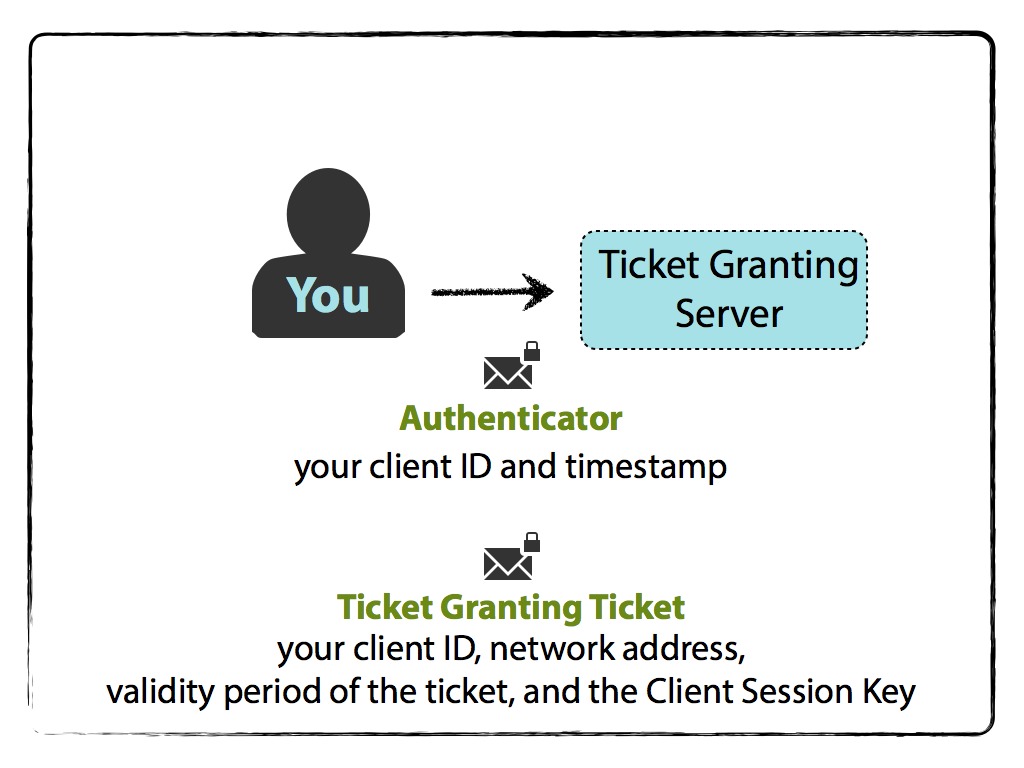 You
Ticket Granting
Server
Authenticator
your client ID and timestamp
Ticket Granting Ticket
your client ID, network address,
validity period of the ticket, and the Client Session Key